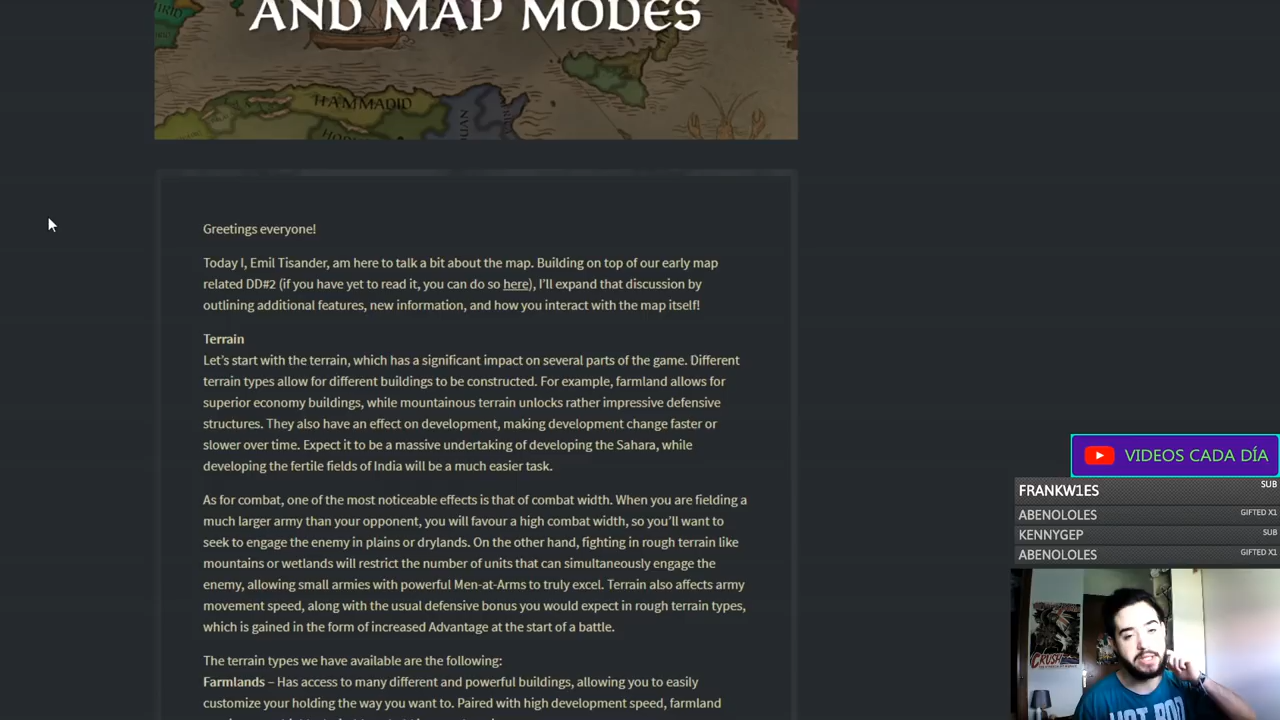 AND MAP MODES
HAMMADID
Greetings everyone!
Today I, Emil Tisander, am here to talk a bit about the map. Building on top of our early map
related DD#2 (if you have yet to read it, you can do so here), I'll expand that discussion by
outlining additional features, new information, and how you interact with the map itself!
Terrain
Let's start with the terrain, which has a significant impact on several parts of the game. Different
terrain types allow for different buildings to be constructed. For example, farmland allows for
superior economy buildings, while mountainous terrain unlocks rather impressive defensive
structures. They also have an effect on development, making development change faster or
slower over time. Expect it to be a massive undertaking of developing the Sahara, while
developing the fertile fields of India will be a much easier task.
As for combat, one of the most noticeable effects is that of combat width. When you are fielding a
much larger army than your opponent, you will favour a high combat width, so you'll want to
seek to engage the enemy in plains or drylands. On the other hand, fighting in rough terrain like
mountains or wetlands will restrict the number of units that can simultaneously engage the
enemy, allowing small armies with powerful Men-at-Arms to truly excel. Terrain also affects army
movement speed, along with the usual defensive bonus you would expect in rough terrain types,
which is gained in the form of increased Advantage at the start of a battle.
The terrain types we have available are the following:
Farmlands – Has access to many different and powerful buildings, allowing you to easily
customize your holding the way you want to. Paired with high development speed, farmland
VIDEOS CADA DÍA
FRANKW1ES SUB
ABENOLOLES GIFTED X1
KENNYGEP SUB
ABENOLOLES GIFTED X1
CRUSH
HOT ROD